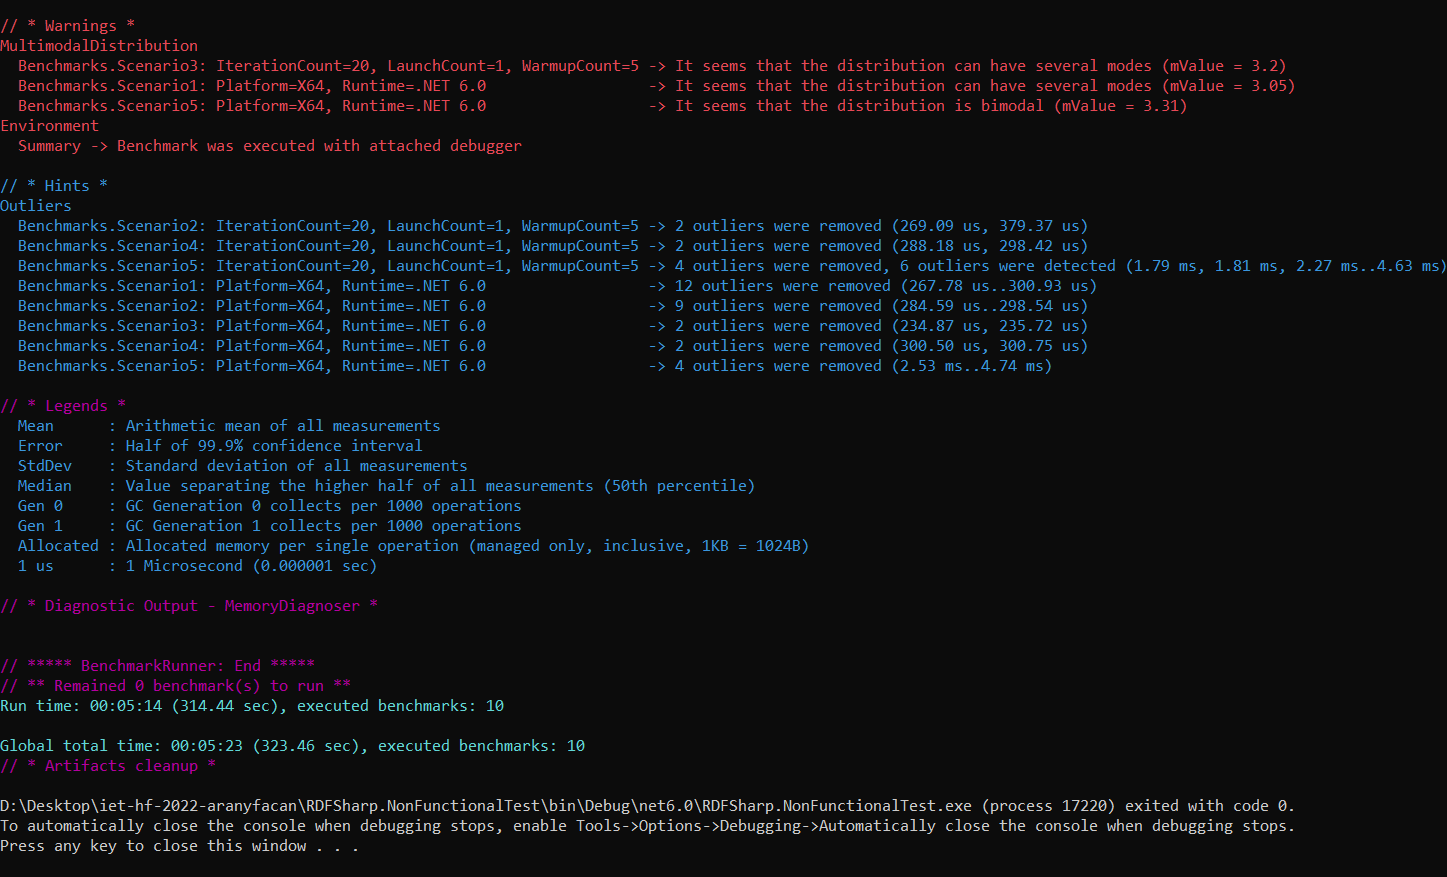 // * Warnings *
MultimodalDistribution
  Benchmarks.Scenario3: IterationCount=20, LaunchCount=1, WarmupCount=5 -> It seems that the distribution can have several modes (mValue = 3.2)
  Benchmarks.Scenario1: Platform=X64, Runtime=.NET 6.0                  -> It seems that the distribution can have several modes (mValue = 3.05)
  Benchmarks.Scenario5: Platform=X64, Runtime=.NET 6.0                  -> It seems that the distribution is bimodal (mValue = 3.31)
Environment
  Summary -> Benchmark was executed with attached debugger

// * Hints *
Outliers
  Benchmarks.Scenario2: IterationCount=20, LaunchCount=1, WarmupCount=5 -> 2 outliers were removed (269.09 us, 379.37 us)
  Benchmarks.Scenario4: IterationCount=20, LaunchCount=1, WarmupCount=5 -> 2 outliers were removed (288.18 us, 298.42 us)
  Benchmarks.Scenario5: IterationCount=20, LaunchCount=1, WarmupCount=5 -> 4 outliers were removed, 6 outliers were detected (1.79 ms, 1.81 ms, 2.27 ms..4.63 ms)
  Benchmarks.Scenario1: Platform=X64, Runtime=.NET 6.0                  -> 12 outliers were removed (267.78 us..300.93 us)
  Benchmarks.Scenario2: Platform=X64, Runtime=.NET 6.0                  -> 9 outliers were removed (284.59 us..298.54 us)
  Benchmarks.Scenario3: Platform=X64, Runtime=.NET 6.0                  -> 2 outliers were removed (234.87 us, 235.72 us)
  Benchmarks.Scenario4: Platform=X64, Runtime=.NET 6.0                  -> 2 outliers were removed (300.50 us, 300.75 us)
  Benchmarks.Scenario5: Platform=X64, Runtime=.NET 6.0                  -> 4 outliers were removed (2.53 ms..4.74 ms)

// * Legends *
  Mean      : Arithmetic mean of all measurements
  Error     : Half of 99.9% confidence interval
  StdDev    : Standard deviation of all measurements
  Median    : Value separating the higher half of all measurements (50th percentile)
  Gen 0     : GC Generation 0 collects per 1000 operations
  Gen 1     : GC Generation 1 collects per 1000 operations
  Allocated : Allocated memory per single operation (managed only, inclusive, 1KB = 1024B)
  1 us      : 1 Microsecond (0.000001 sec)

// * Diagnostic Output - MemoryDiagnoser *


// ***** BenchmarkRunner: End *****
// ** Remained 0 benchmark(s) to run **
Run time: 00:05:14 (314.44 sec), executed benchmarks: 10

Global total time: 00:05:23 (323.46 sec), executed benchmarks: 10
// * Artifacts cleanup *

D:\Desktop\iet-hf-2022-aranyfacan\RDFSharp.NonFunctionalTest\bin\Debug\net6.0\RDFSharp.NonFunctionalTest.exe (process 17220) exited with code 0.
To automatically close the console when debugging stops, enable Tools->Options->Debugging->Automatically close the console when debugging stops.
Press any key to close this window . . .